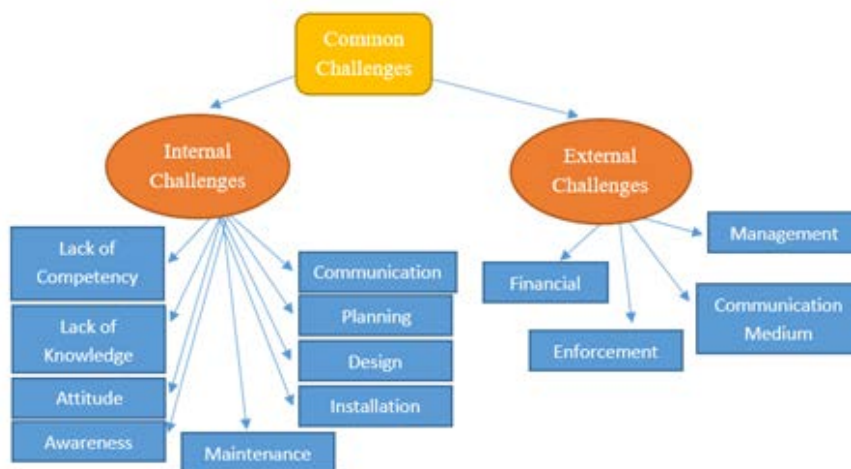 Common
Challenges
Internal
Challenges
External
Challenges
Lack of
Competency
Lack of
Knowledge
Attitude
Awareness
Maintenance
Communication
Planning
Design
Installation
Financial
Enforcement
Management
Communication
Medium